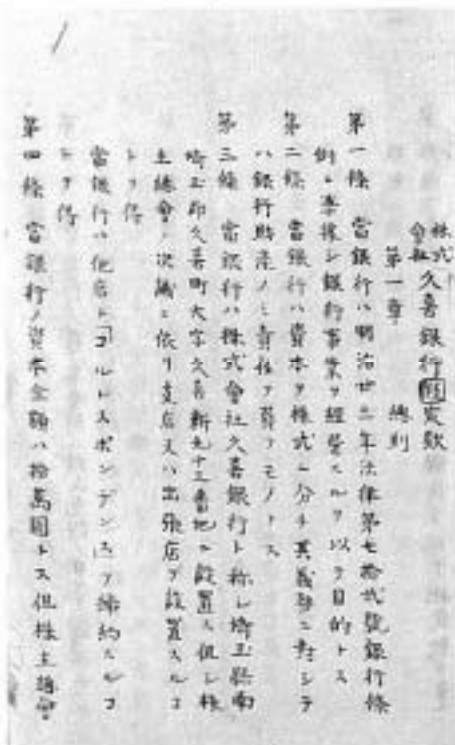 株式會社久喜銀行定款
第一章 總則
第一條 當銀行ハ明治廿三年法律第七拾弐號銀行條
例ニ準據シ銀行事業ヲ經營スルヲ以テ目的トス
第二條 當銀行ハ資本ヲ株式ニ分チ其義務ニ對シテ
ハ銀行財産ノミ責任ヲ負フモノトス
第三條 當銀行ハ株式會社久喜銀行ト称シ埼玉縣南
埼玉郡久喜町大字久喜新九十三番地ニ設置ス但シ株
主總會ノ決議ニ依リ支店又ハ出張店ヲ設置スルコ
トヲ得
當銀行ハ他店ト「コルレスポンデンス」ヲ締約スルコ
トヲ得
第四條 當銀行ノ資本金額ハ拾萬圓トス但株主總會